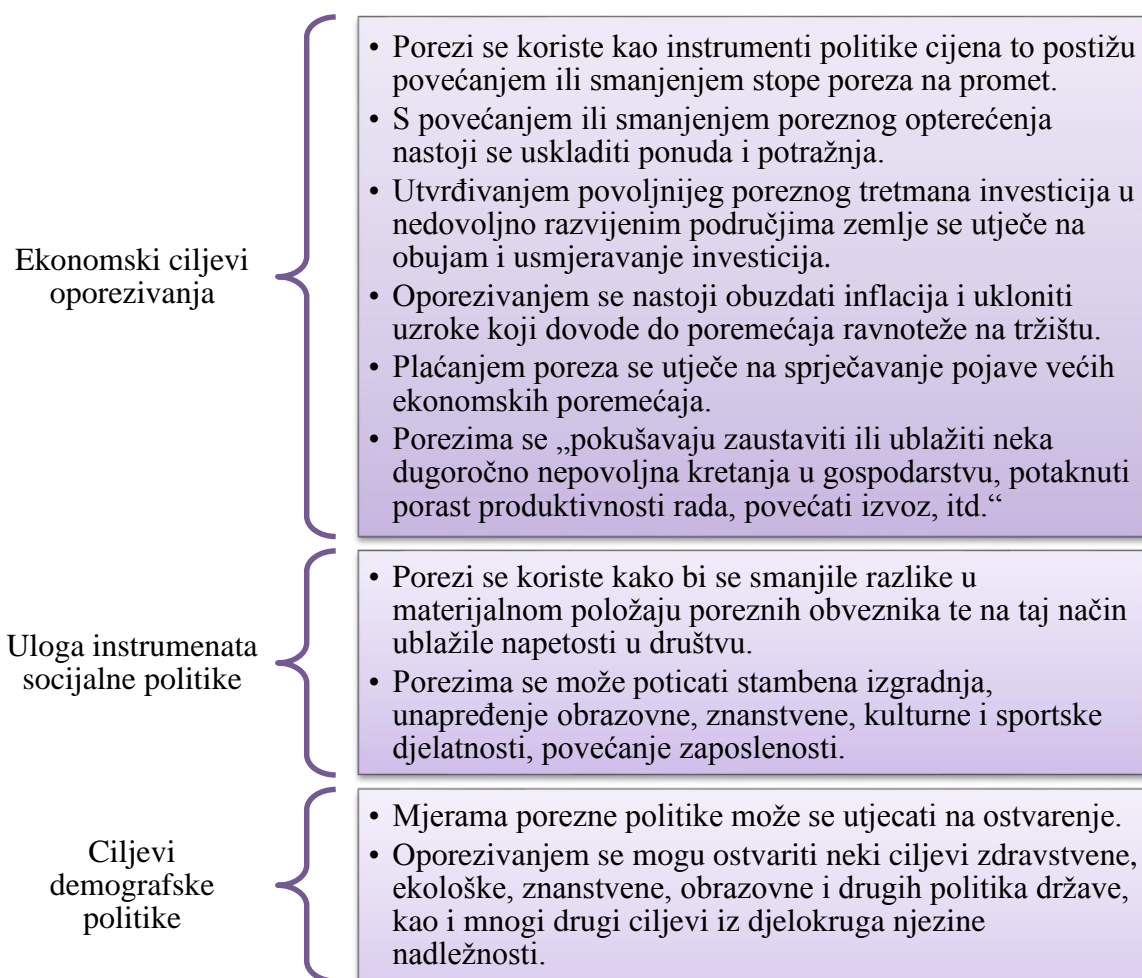 Ekonomski ciljevi
oporezivanja
• Porezi se koriste kao instrumenti politike cijena to postižu
povećanjem ili smanjenjem stope poreza na promet.
• S povećanjem ili smanjenjem poreznog opterećenja
nastoji se uskladiti ponuda i potražnja.
• Utvrđivanjem povoljnijeg poreznog tretmana investicija u
nedovoljno razvijenim područjima zemlje se utječe na
obujam i usmjeravanje investicija.
• Oporezivanjem se nastoji obuzdati inflacija i ukloniti
uzroke koji dovode do poremećaja ravnoteže na tržištu.
• Plaćanjem poreza se utječe na sprječavanje pojave većih
ekonomskih poremećaja.
• Porezima se „pokušavaju zaustaviti ili ublažiti neka
dugoročno nepovoljna kretanja u gospodarstvu, potaknuti
porast produktivnosti rada, povećati izvoz, itd.“
Uloga instrumenata
socijalne politike
• Porezi se koriste kako bi se smanjile razlike u
materijalnom položaju poreznih obveznika te na taj način
ublažile napetosti u društvu.
• Porezima se može poticati stambena izgradnja,
unapređenje obrazovne, znanstvene, kulturne i sportske
djelatnosti, povećanje zaposlenosti.
Ciljevi
demografske
politike
• Mjerama porezne politike može se utjecati na ostvarenje.
• Oporezivanjem se mogu ostvariti neki ciljevi zdravstvene,
ekološke, znanstvene, obrazovne i drugih politika države,
kao i mnogi drugi ciljevi iz djelokruga njezine
nadležnosti.